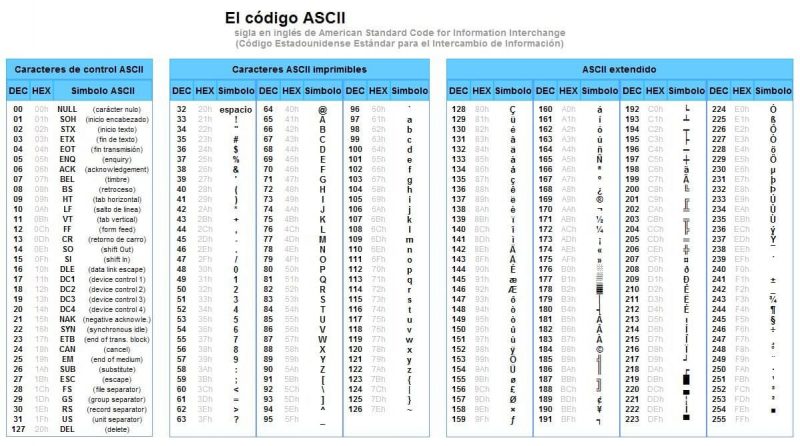 El código ASCII
sigla en inglés de American Standard Code for Information Interchange
(Código Estadounidense Estándar para el Intercambio de Información)
Caracteres de control ASCII
DEC HEX Simbolo ASCII
00 00h NULL (carácter nulo)
01 01h SOH (inicio encabezado)
02 02h STX (inicio texto)
03 03h ETX (fin de texto)
04 04h EOT (fin transmisión)
05 05h ENQ (enquiry)
06 06h ACK (acknowledgement)
07 07h BEL (timbre)
08 08h BS (retroceso)
09 09h HT (tab horizontal)
10 0Ah LF (salto de linea)
11 0Bh VT (tab vertical)
12 0Ch FF (form feed)
13 0Dh CR (retorno de carro)
14 0Eh SO (shift Out)
15 0Fh SI (shift In)
16 10h DLE (data link escape)
17 11h DC1 (device control 1)
18 12h DC2 (device control 2)
19 13h DC3 (device control 3)
20 14h DC4 (device control 4)
21 15h NAK (negative acknowle.)
22 16h SYN (synchronous idle)
23 17h ETB (end of trans. block)
24 18h CAN (cancel)
25 19h EM (end of medium)
26 1Ah SUB (substitute)
27 1Bh ESC (escape)
28 1Ch FS (file separator)
29 1Dh GS (group separator)
30 1Eh RS (record separator)
31 1Fh US (unit separator)
127 20h DEL (delete)
Caracteres ASCII imprimibles
DEC HEX Simbolo DEC HEX Simbolo DEC HEX Simbolo
32 20h espacio 64 40h @ 96 60h `
33 21h ! 65 41h A 97 61h a
34 22h " 66 42h B 98 62h b
35 23h # 67 43h C 99 63h c
36 24h $ 68 44h D 100 64h d
37 25h % 69 45h E 101 65h e
38 26h & 70 46h F 102 66h f
39 27h ' 71 47h G 103 67h g
40 28h ( 72 48h H 104 68h h
41 29h ) 73 49h I 105 69h i
42 2Ah * 74 4Ah J 106 6Ah j
43 2Bh + 75 4Bh K 107 6Bh k
44 2Ch , 76 4Ch L 108 6Ch l
45 2Dh - 77 4Dh M 109 6Dh m
46 2Eh . 78 4Eh N 110 6Eh n
47 2Fh / 79 4Fh O 111 6Fh o
48 30h 0 80 50h P 112 70h p
49 31h 1 81 51h Q 113 71h q
50 32h 2 82 52h R 114 72h r
51 33h 3 83 53h S 115 73h s
52 34h 4 84 54h T 116 74h t
53 35h 5 85 55h U 117 75h u
54 36h 6 86 56h V 118 76h v
55 37h 7 87 57h W 119 77h w
56 38h 8 88 58h X 120 78h x
57 39h 9 89 59h Y 121 79h y
58 3Ah : 90 5Ah Z 122 7Ah z
59 3Bh ; 91 5Bh [ 123 7Bh {
60 3Ch < 92 5Ch \ 124 7Ch |
61 3Dh = 93 5Dh ] 125 7Dh }
62 3Eh > 94 5Eh ^ 126 7Eh ~
63 3Fh ? 95 5Fh _
ASCII extendido
DEC HEX Simbolo DEC HEX Simbolo DEC HEX Simbolo DEC HEX Simbolo
128 80h Ç 160 A0h á 192 C0h └ 224 E0h Ó
129 81h ü 161 A1h í 193 C1h ┴ 225 E1h ß
130 82h é 162 A2h ó 194 C2h ┬ 226 E2h Ô
131 83h â 163 A3h ú 195 C3h ├ 227 E3h Ò
132 84h ä 164 A4h ñ 196 C4h ─ 228 E4h õ
133 85h à 165 A5h Ñ 197 C5h ┼ 229 E5h Õ
134 86h å 166 A6h ª 198 C6h ã 230 E6h µ
135 87h ç 167 A7h º 199 C7h Ã 231 E7h þ
136 88h ê 168 A8h ¿ 200 C8h ╚ 232 E8h Þ
137 89h ë 169 A9h ® 201 C9h ╔ 233 E9h Ú
138 8Ah è 170 AAh ¬ 202 CAh ╩ 234 EAh Û
139 8Bh ï 171 ABh ½ 203 CBh ╦ 235 EBh Ù
140 8Ch î 172 ACh ¼ 204 CCh ╠ 236 ECh ý
141 8Dh ì 173 ADh ¡ 205 CDh ═ 237 EDh Ý
142 8Eh Ä 174 AEh « 206 CEh ╬ 238 EEh ¯
143 8Fh Å 175 AFh » 207 CFh ¤ 239 EFh ´
144 90h É 176 B0h ░ 208 D0h ð 240 F0h
145 91h æ 177 B1h ▒ 209 D1h Ð 241 F1h ±
146 92h Æ 178 B2h ▓ 210 D2h Ê 242 F2h ‗
147 93h ô 179 B3h │ 211 D3h Ë 243 F3h ¾
148 94h ö 180 B4h ┤ 212 D4h È 244 F4h ¶
149 95h ò 181 B5h Á 213 D5h ı 245 F5h §
150 96h û 182 B6h Â 214 D6h Í 246 F6h ÷
151 97h ù 183 B7h À 215 D7h Î 247 F7h ¸
152 98h ÿ 184 B8h © 216 D8h Ï 248 F8h °
153 99h Ö 185 B9h ╣ 217 D9h ┘ 249 F9h ¨
154 9Ah Ü 186 BAh ║ 218 DAh ┌ 250 FAh ·
155 9Bh ø 187 BBh ╗ 219 DBh █ 251 FBh ¹
156 9Ch £ 188 BCh ╝ 220 DCh ▄ 252 FCh ³
157 9Dh Ø 189 BDh ¢ 221 DDh ¦ 253 FDh ²
158 9Eh × 190 BEh ¥ 222 DEh Ì 254 FEh ■
159 9Fh ƒ 191 BFh ┐ 223 DFh ▀ 255 FFh